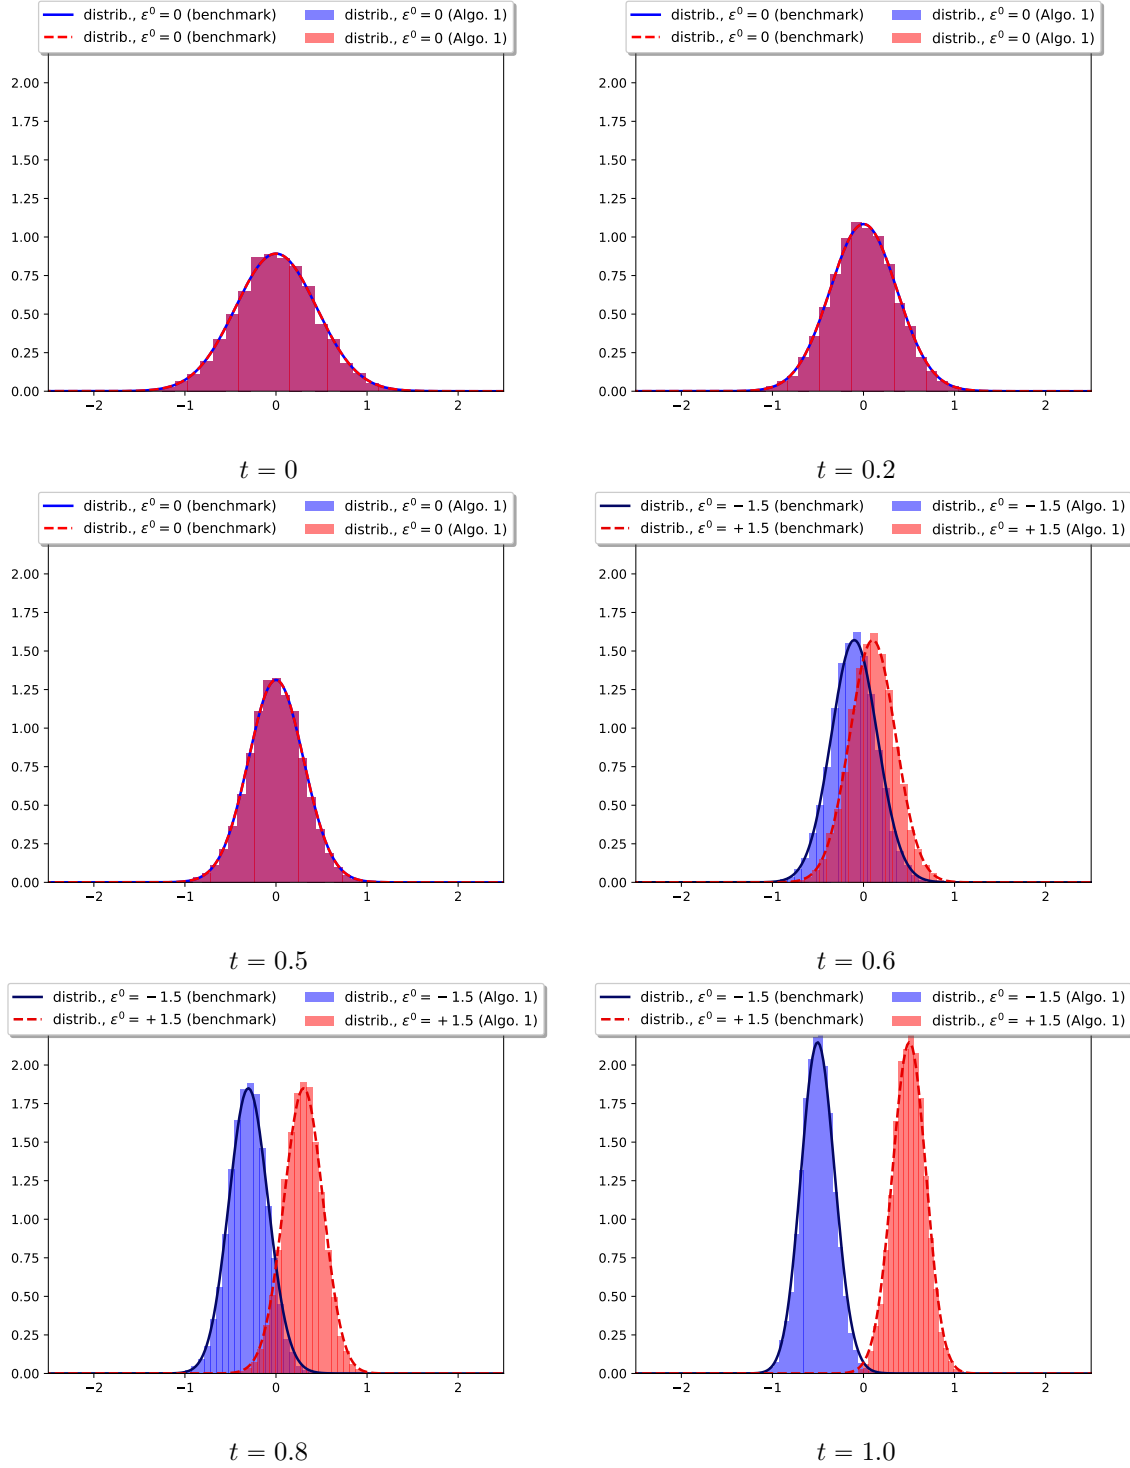 distrib., ε⁰ = 0 (benchmark) distrib., ε⁰ = 0 (Algo. 1)
distrib., ε⁰ = 0 (benchmark) distrib., ε⁰ = 0 (Algo. 1)
2.00
1.75
1.50
1.25
1.00
0.75
0.50
0.25
0.00
−2 −1 0 1 2
t = 0
distrib., ε⁰ = 0 (benchmark) distrib., ε⁰ = 0 (Algo. 1)
distrib., ε⁰ = 0 (benchmark) distrib., ε⁰ = 0 (Algo. 1)
2.00
1.75
1.50
1.25
1.00
0.75
0.50
0.25
0.00
−2 −1 0 1 2
t = 0.2
distrib., ε⁰ = 0 (benchmark) distrib., ε⁰ = 0 (Algo. 1)
distrib., ε⁰ = 0 (benchmark) distrib., ε⁰ = 0 (Algo. 1)
2.00
1.75
1.50
1.25
1.00
0.75
0.50
0.25
0.00
−2 −1 0 1 2
t = 0.5
distrib., ε⁰ = −1.5 (benchmark) distrib., ε⁰ = −1.5 (Algo. 1)
distrib., ε⁰ = +1.5 (benchmark) distrib., ε⁰ = +1.5 (Algo. 1)
2.00
1.75
1.50
1.25
1.00
0.75
0.50
0.25
0.00
−2 −1 0 1 2
t = 0.6
distrib., ε⁰ = −1.5 (benchmark) distrib., ε⁰ = −1.5 (Algo. 1)
distrib., ε⁰ = +1.5 (benchmark) distrib., ε⁰ = +1.5 (Algo. 1)
2.00
1.75
1.50
1.25
1.00
0.75
0.50
0.25
0.00
−2 −1 0 1 2
t = 0.8
distrib., ε⁰ = −1.5 (benchmark) distrib., ε⁰ = −1.5 (Algo. 1)
distrib., ε⁰ = +1.5 (benchmark) distrib., ε⁰ = +1.5 (Algo. 1)
2.00
1.75
1.50
1.25
1.00
0.75
0.50
0.25
0.00
−2 −1 0 1 2
t = 1.0